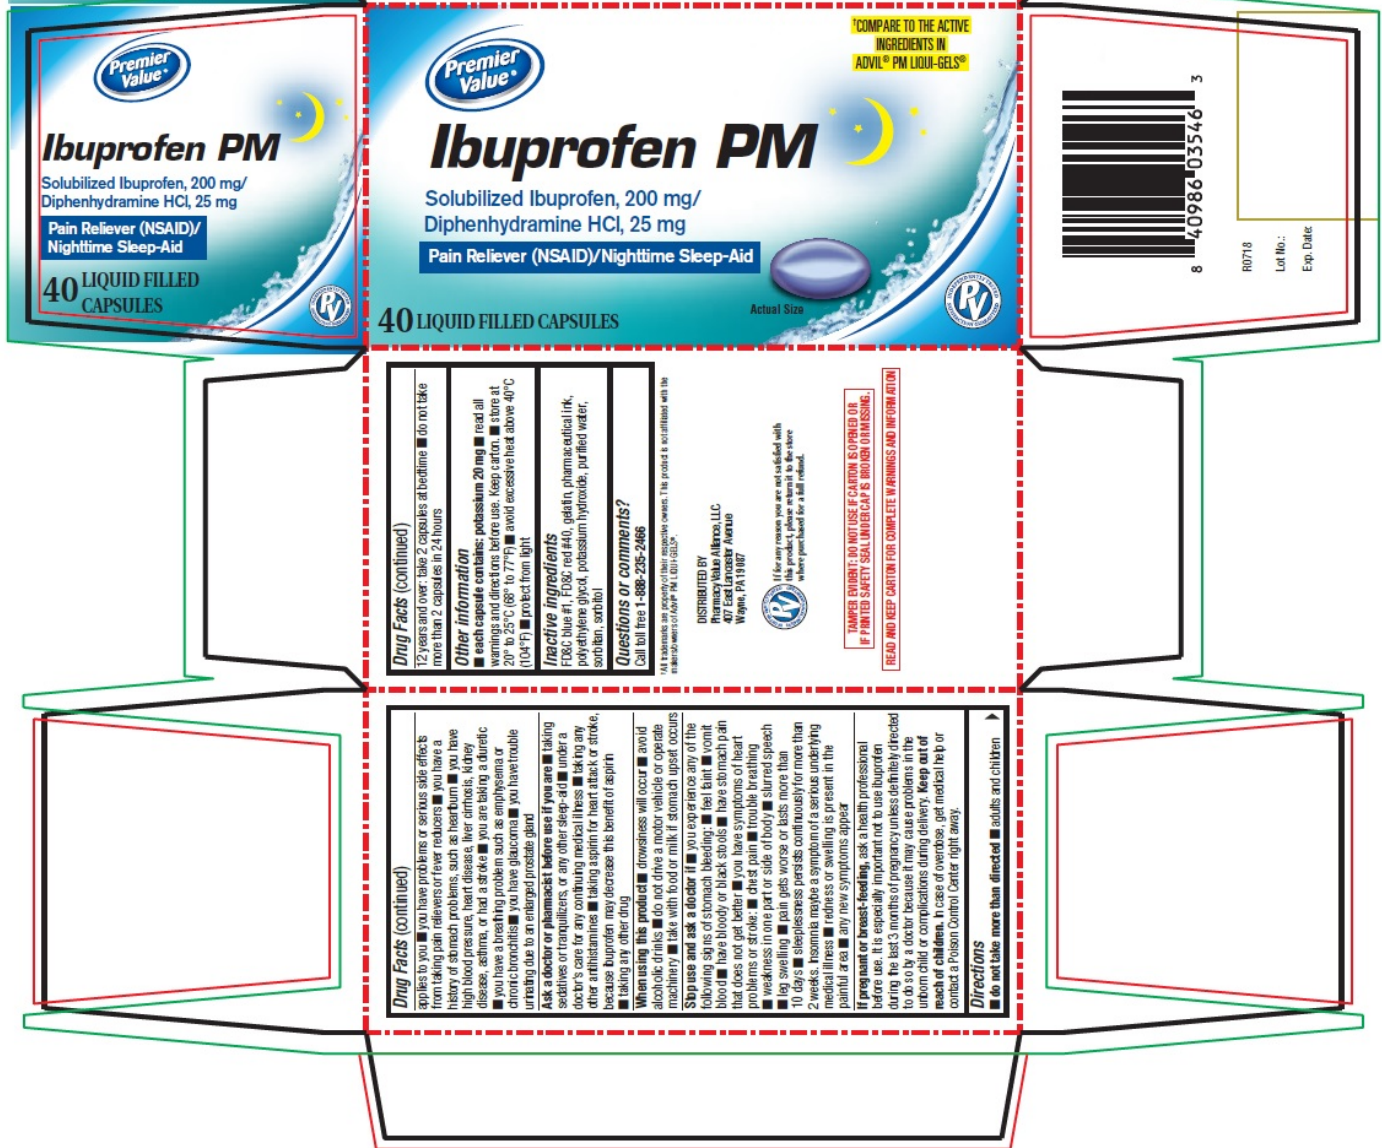 Premier
Value®
Ibuprofen PM
Solubilized Ibuprofen, 200 mg/
Diphenhydramine HCl, 25 mg
Pain Reliever (NSAID)/
Nighttime Sleep-Aid
40 LIQUID FILLED
CAPSULES
PV
Premier
Value®
†COMPARE TO THE ACTIVE
INGREDIENTS IN
ADVIL® PM LIQUI-GELS®
Ibuprofen PM
Solubilized Ibuprofen, 200 mg/
Diphenhydramine HCl, 25 mg
Pain Reliever (NSAID)/Nighttime Sleep-Aid
Actual Size
40 LIQUID FILLED CAPSULES
PV
8 40986 03546 3
R0718
Lot No.:
Exp. Date:
Drug Facts (continued)
12 years and over: take 2 capsules at bedtime ■ do not take
more than 2 capsules in 24 hours
Other information
■ each capsule contains: potassium 20 mg ■ read all
warnings and directions before use. Keep carton. ■ store at
20° to 25°C (68° to 77°F) ■ avoid excessive heat above 40°C
(104°F) ■ protect from light
Inactive ingredients
FD&C blue #1, FD&C red #40, gelatin, pharmaceutical ink,
polyethylene glycol, potassium hydroxide, purified water,
sorbitan, sorbitol
Questions or comments?
Call toll free 1-888-235-2466
†All trademarks are property of their respective owners. This product is not affiliated with the
makers/owners of Advil® PM LIQUI-GELS®.
DISTRIBUTED BY
Pharmacy Value Alliance, LLC
407 East Lancaster Avenue
Wayne, PA 19087
PV
If for any reason you are not satisfied with
this product, please return it to the store
where purchased for a full refund.
TAMPER EVIDENT: DO NOT USE IF CARTON IS OPENED OR
IF PRINTED SAFETY SEAL UNDER CAP IS BROKEN OR MISSING.
READ AND KEEP CARTON FOR COMPLETE WARNINGS AND INFORMATION
Drug Facts (continued)
applies to you ■ you have problems or serious side effects
from taking pain relievers or fever reducers ■ you have a
history of stomach problems, such as heartburn ■ you have
high blood pressure, heart disease, liver cirrhosis, kidney
disease, asthma, or had a stroke ■ you are taking a diuretic
■ you have a breathing problem such as emphysema or
chronic bronchitis ■ you have glaucoma ■ you have trouble
urinating due to an enlarged prostate gland
Ask a doctor or pharmacist before use if you are ■ taking
sedatives or tranquilizers, or any other sleep-aid ■ under a
doctor's care for any continuing medical illness ■ taking any
other antihistamines ■ taking aspirin for heart attack or stroke,
because ibuprofen may decrease this benefit of aspirin
■ taking any other drug
When using this product ■ drowsiness will occur ■ avoid
alcoholic drinks ■ do not drive a motor vehicle or operate
machinery ■ take with food or milk if stomach upset occurs
Stop use and ask a doctor if ■ you experience any of the
following signs of stomach bleeding: ■ feel faint ■ vomit
blood ■ have bloody or black stools ■ have stomach pain
that does not get better ■ you have symptoms of heart
problems or stroke: ■ chest pain ■ trouble breathing
■ weakness in one part or side of body ■ slurred speech
■ leg swelling ■ pain gets worse or lasts more than
10 days ■ sleeplessness persists continuously for more than
2 weeks. Insomnia maybe a symptom of a serious underlying
medical illness ■ redness or swelling is present in the
painful area ■ any new symptoms appear
If pregnant or breast-feeding, ask a health professional
before use. It is especially important not to use ibuprofen
during the last 3 months of pregnancy unless definitely directed
to do so by a doctor because it may cause problems in the
unborn child or complications during delivery. Keep out of
reach of children. In case of overdose, get medical help or
contact a Poison Control Center right away.
Directions
■ do not take more than directed ■ adults and children